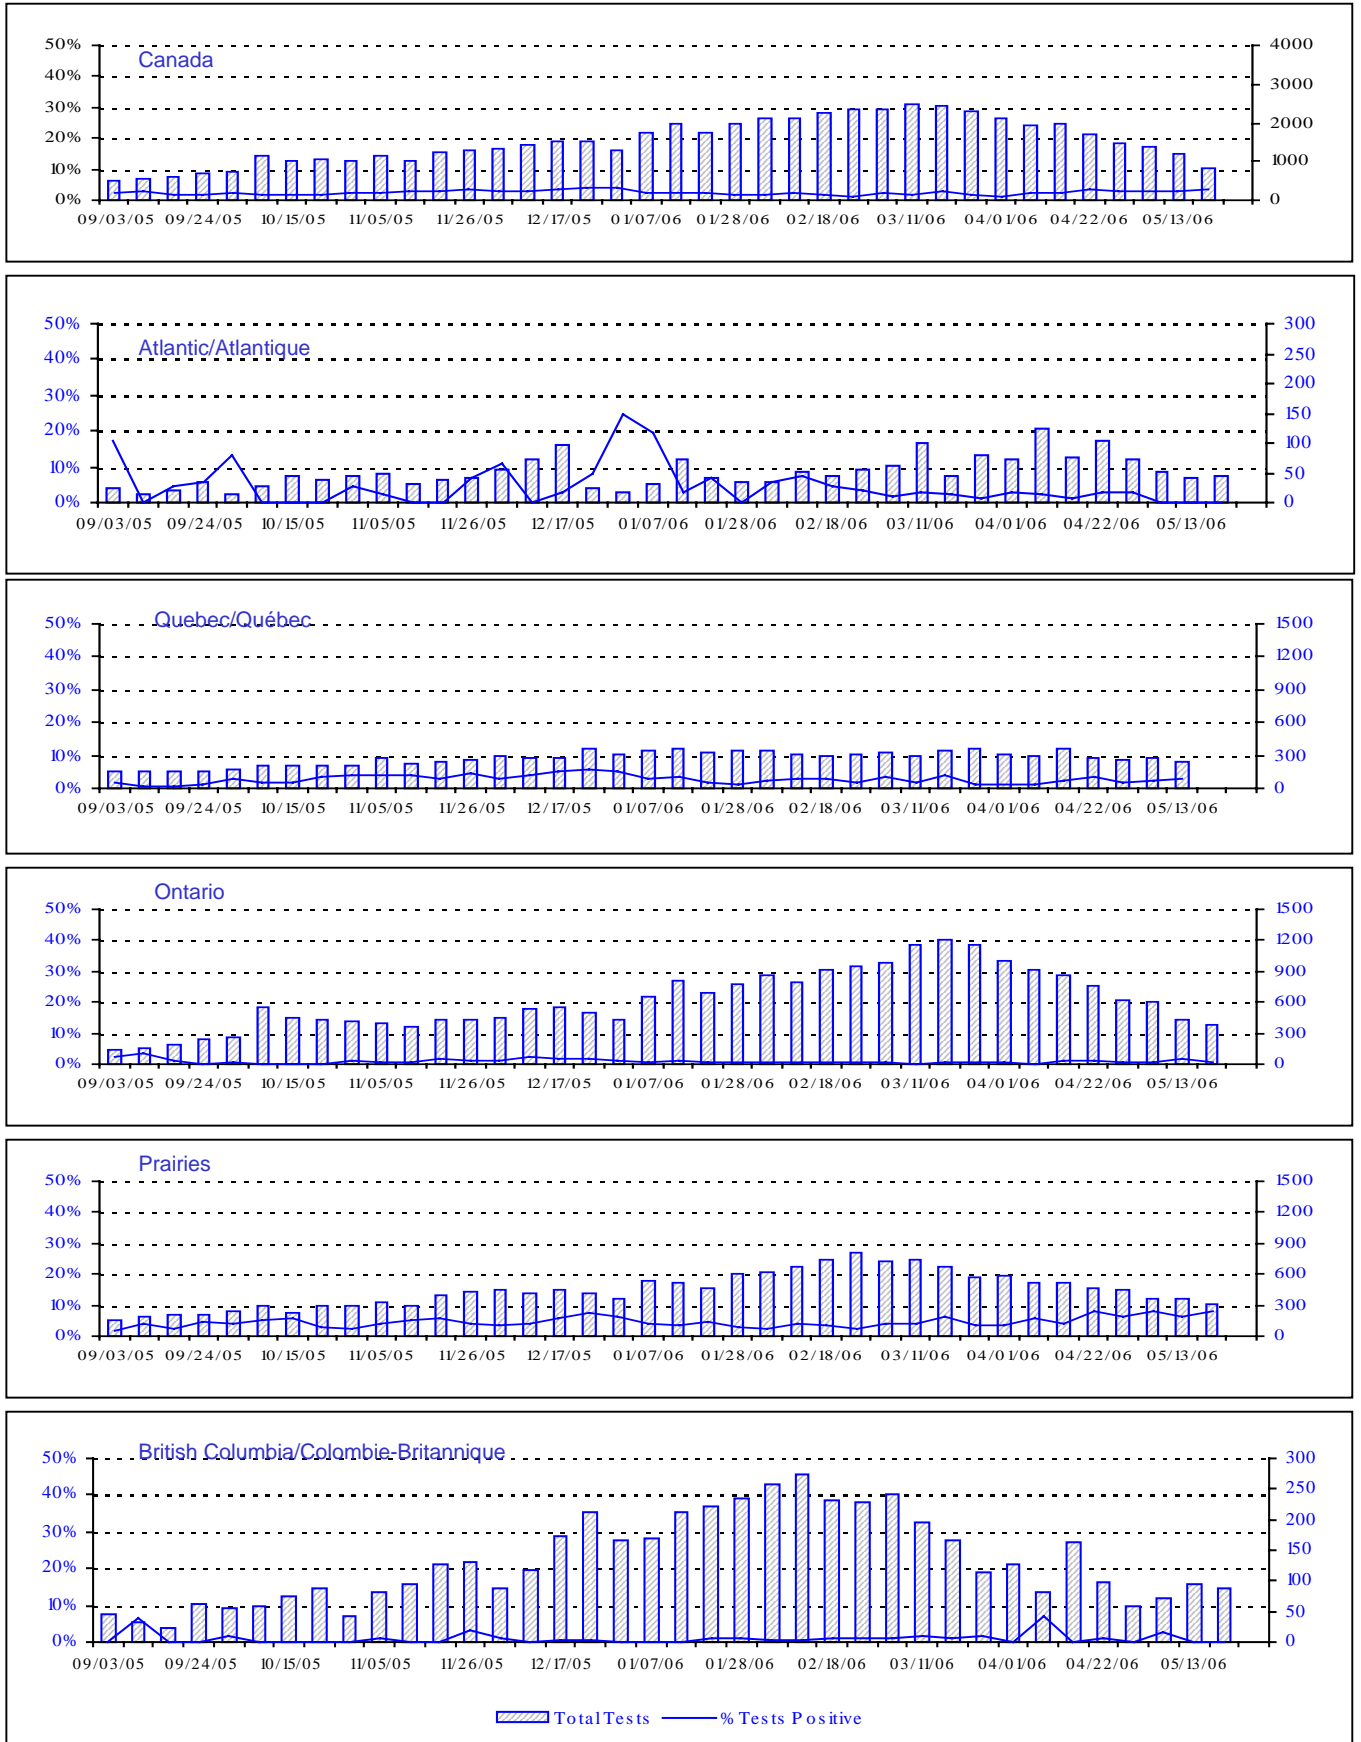 Canada
50% 4000
40%
30% 3000
20% 2000
10% 1000
0% 0
09/03/05 09/24/05 10/15/05 11/05/05 11/26/05 12/17/05 01/07/06 01/28/06 02/18/06 03/11/06 04/01/06 04/22/06 05/13/06
Atlantic/Atlantique
50% 300
40% 250
30% 200
20% 150
10% 100
0% 50
0
09/03/05 09/24/05 10/15/05 11/05/05 11/26/05 12/17/05 01/07/06 01/28/06 02/18/06 03/11/06 04/01/06 04/22/06 05/13/06
Quebec/Québec
50% 1500
40% 1200
30% 900
20% 600
10% 300
0% 0
09/03/05 09/24/05 10/15/05 11/05/05 11/26/05 12/17/05 01/07/06 01/28/06 02/18/06 03/11/06 04/01/06 04/22/06 05/13/06
Ontario
50% 1500
40% 1200
30% 900
20% 600
10% 300
0% 0
09/03/05 09/24/05 10/15/05 11/05/05 11/26/05 12/17/05 01/07/06 01/28/06 02/18/06 03/11/06 04/01/06 04/22/06 05/13/06
Prairies
50% 1500
40% 1200
30% 900
20% 600
10% 300
0% 0
09/03/05 09/24/05 10/15/05 11/05/05 11/26/05 12/17/05 01/07/06 01/28/06 02/18/06 03/11/06 04/01/06 04/22/06 05/13/06
British Columbia/Colombie-Britannique
50% 300
40% 250
30% 200
20% 150
10% 100
0% 50
0
09/03/05 09/24/05 10/15/05 11/05/05 11/26/05 12/17/05 01/07/06 01/28/06 02/18/06 03/11/06 04/01/06 04/22/06 05/13/06
Total Tests % Tests Positive